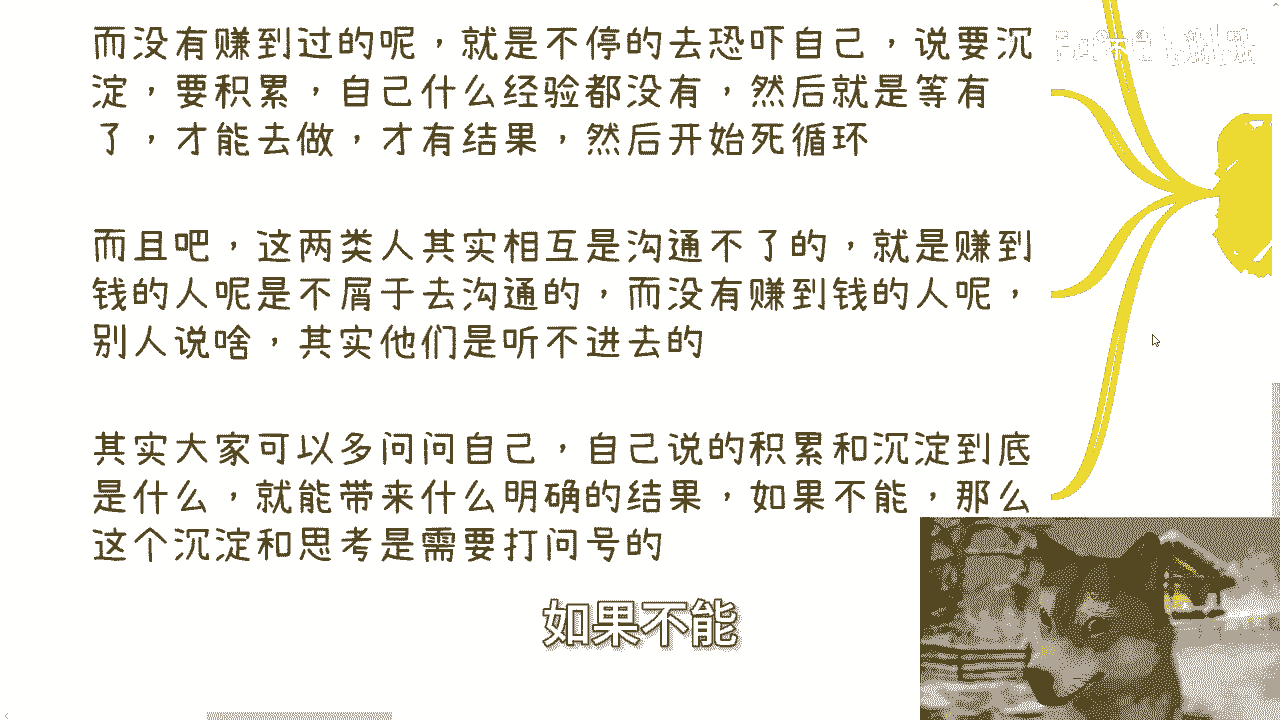 而没有赚到过的呢，就是不停的去恐吓自己，说要沉
淀，要积累，自己什么经验都没有，然后就是等有
了，才能去做，才有结果，然后开始死循环
而且吧，这两类人其实相互是沟通不了的，就是赚到
钱的人呢是不屑于去沟通的，而没有赚到钱的人呢，
别人说啥，其实他们是听不进去的
其实大家可以多问问自己，自己说的积累和沉淀到底
是什么，就能带来什么明确的结果，如果不能，那么
这个沉淀和思考是需要打问号的
如果不能